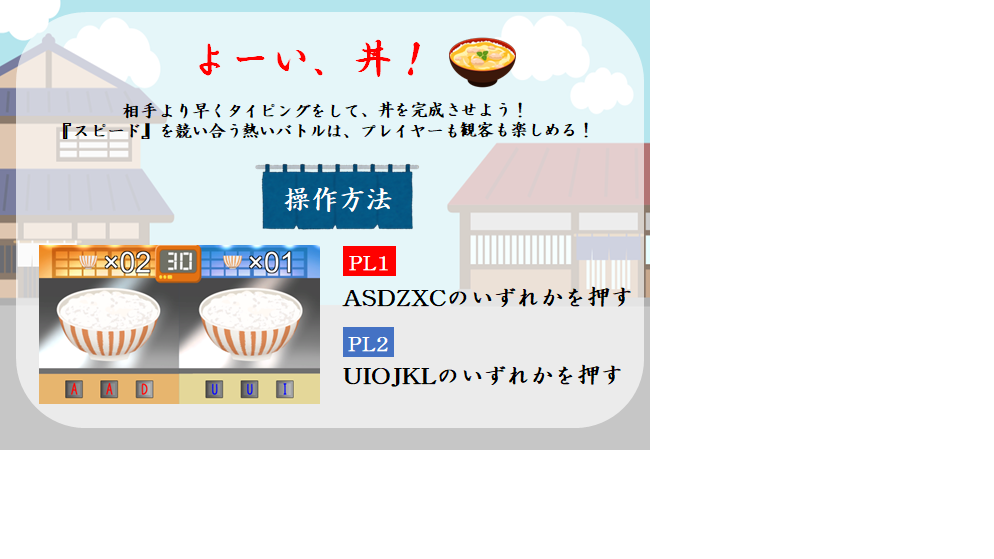 よーい、丼！
相手より早くタイピングをして、丼を完成させよう！
『スピード』を競い合う熱いバトルは、プレイヤーも観客も楽しめる！
操作方法
×02 30 ×01
A A D U U I
PL1
ASDZXCのいずれかを押す
PL2
UIOJKLのいずれかを押す